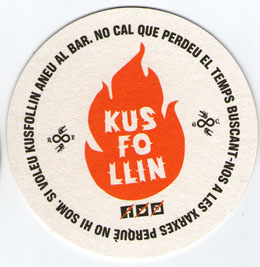 SI VOLEU KUSFOLLIN ANEU AL BAR. NO CAL QUE PERDEU EL TEMPS BUSCANT-NOS A LES XARXES PERQUÈ NO HI SOM.
KUS
FO
LLIN